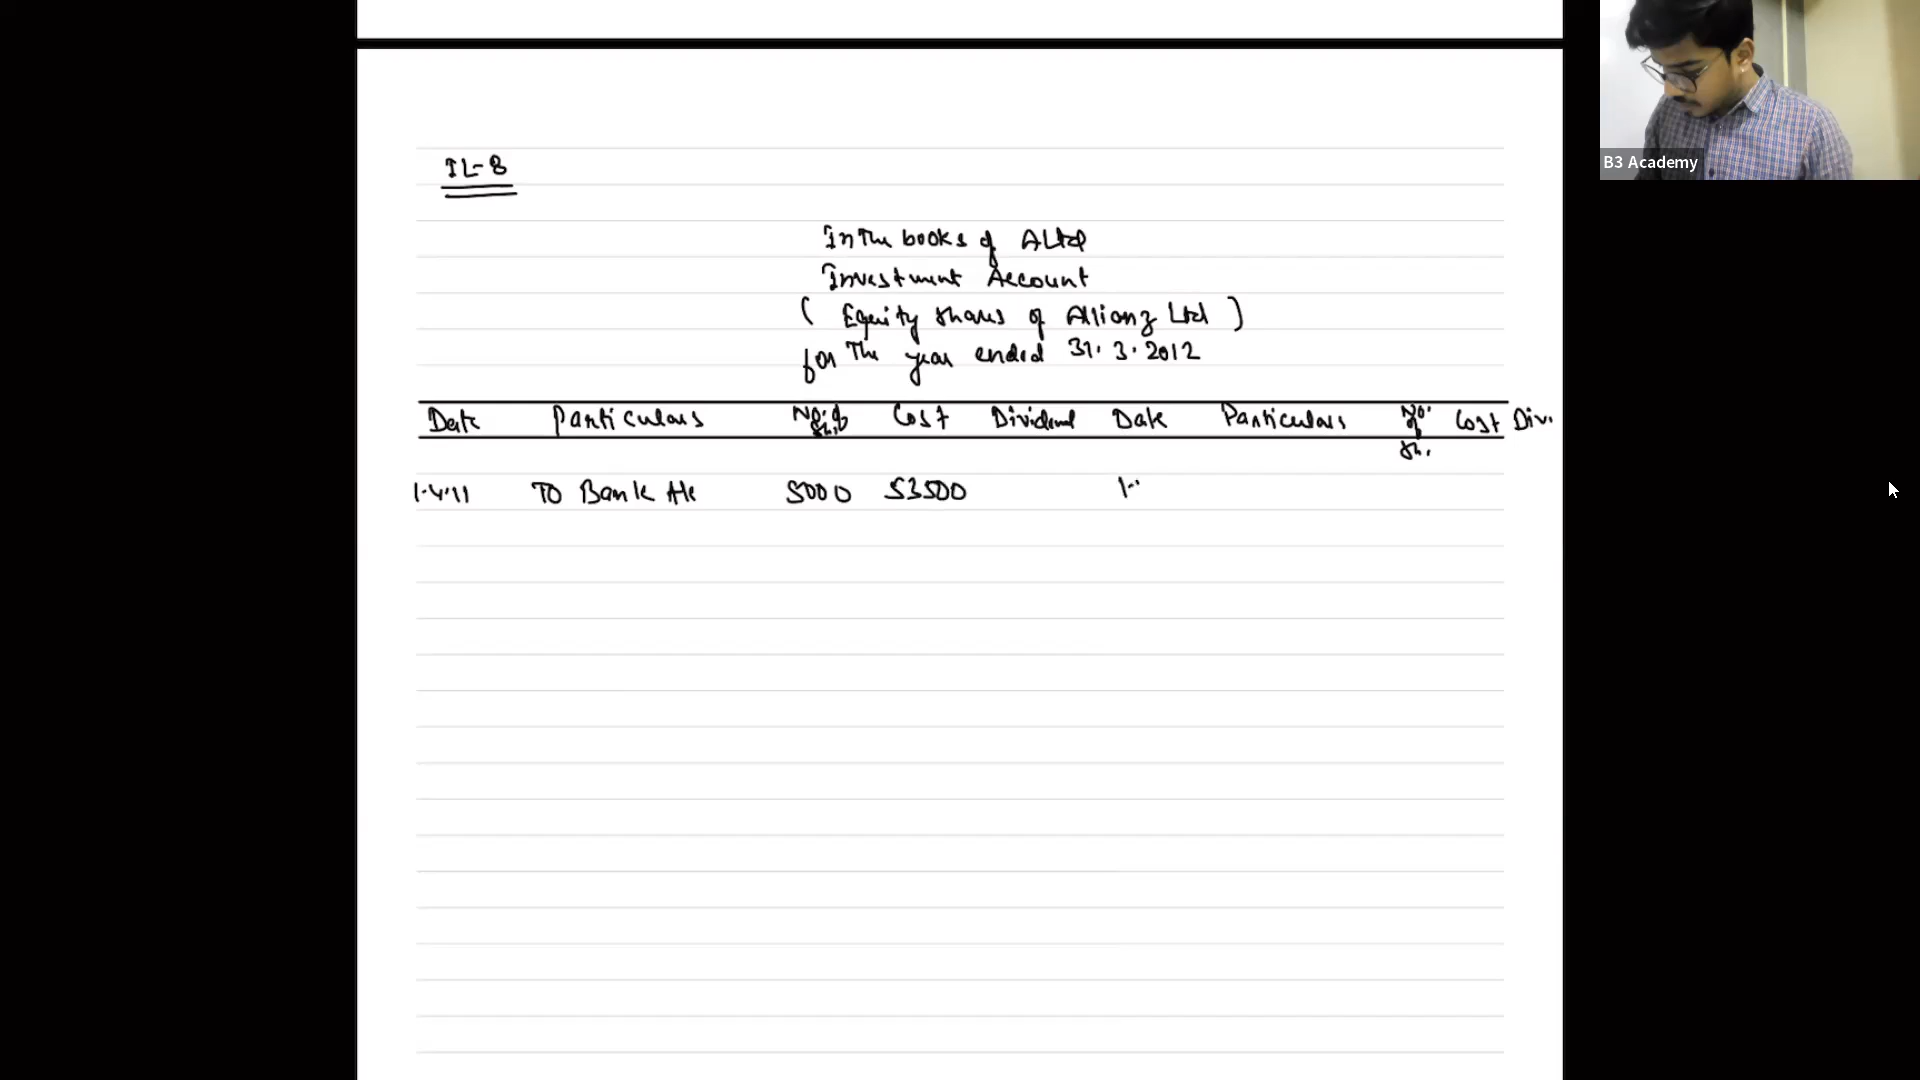 IL-8
In The books of A Ltd
Investment Account
( Equity Shares of Allianz Ltd )
for The year ended 31.3.2012
Date Particulars No. of Sh. Cost Dividend Date Particulars No. of Sh. Cost Div.
1.4.11 To Bank A/c 5000 53500 1..
B3 Academy